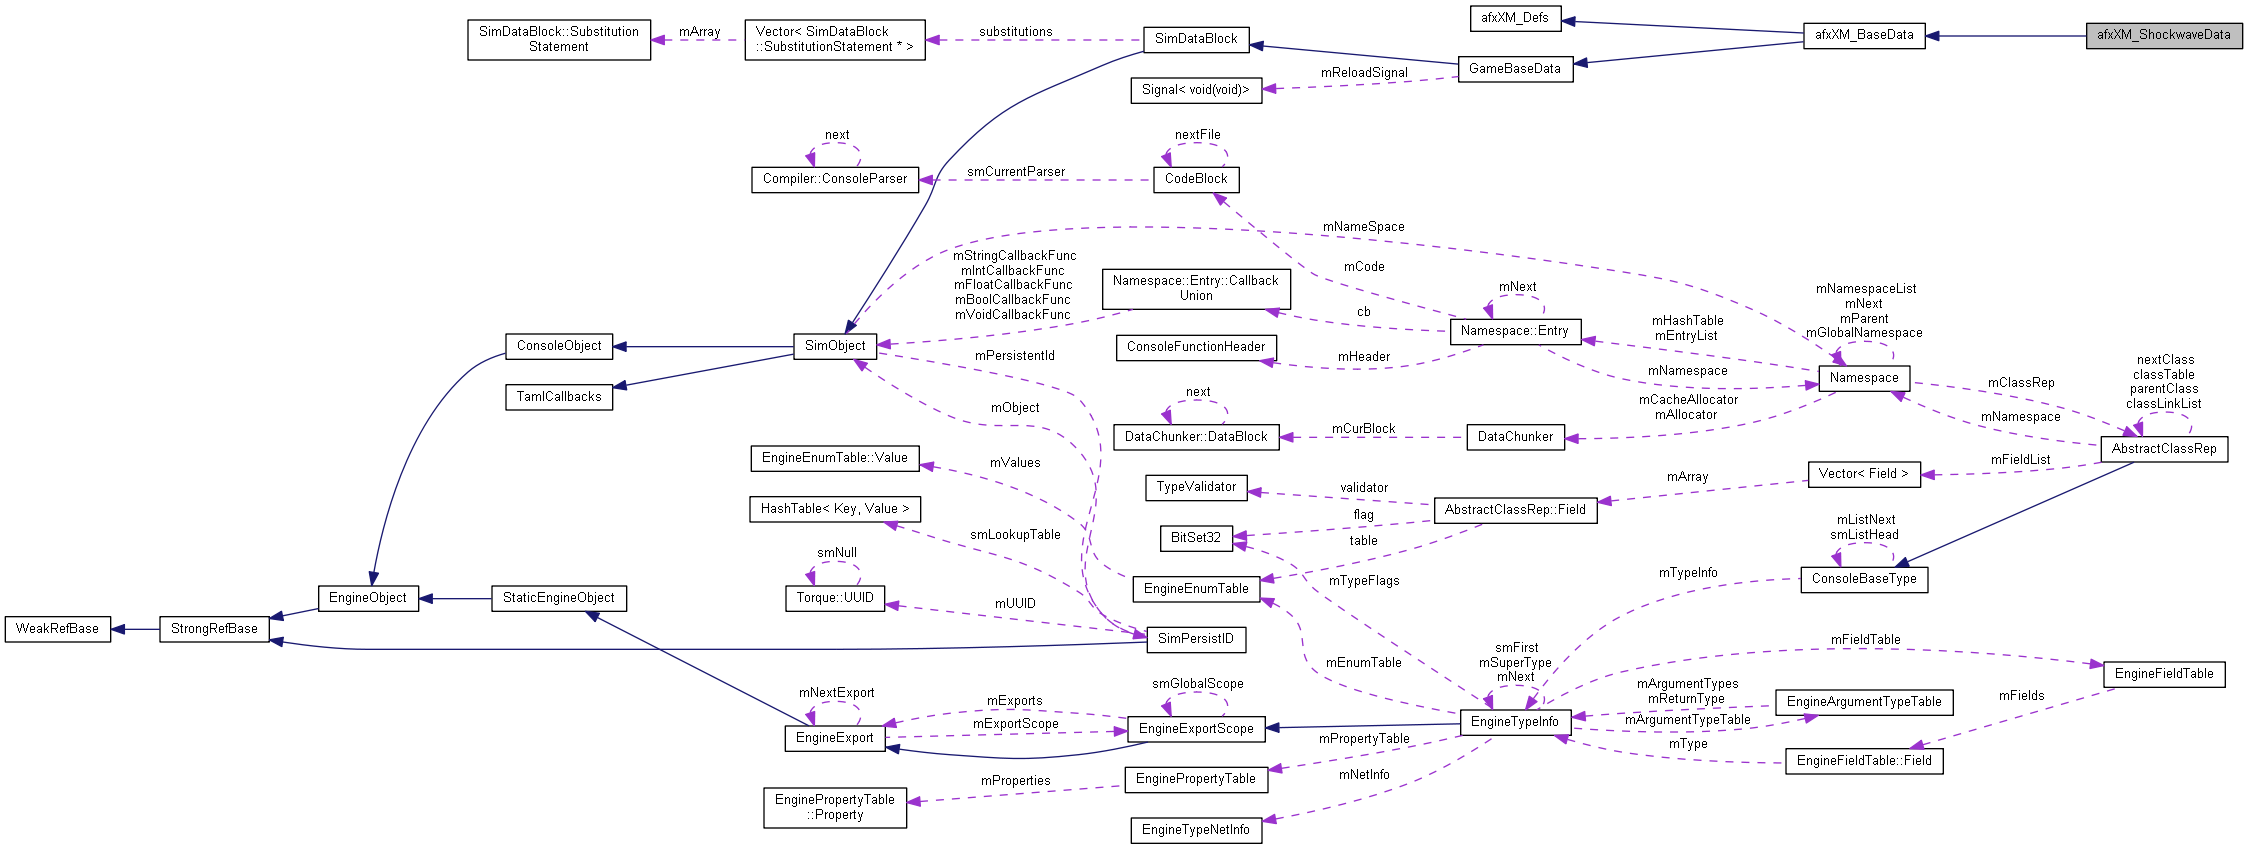 afxXM_Defs
SimDataBlock::Substitution
Statement
mArray
Vector< SimDataBlock
::SubstitutionStatement * >
substitutions
SimDataBlock
afxXM_BaseData
afxXM_ShockwaveData
GameBaseData
mReloadSignal
Signal< void(void)>
next
nextFile
Compiler::ConsoleParser
smCurrentParser
CodeBlock
mNameSpace
mStringCallbackFunc
mIntCallbackFunc
mFloatCallbackFunc
mBoolCallbackFunc
mVoidCallbackFunc
Namespace::Entry::Callback
Union
mCode
cb
mNext
Namespace::Entry
mHashTable
mEntryList
mNamespaceList
mNext
mParent
mGlobalNamespace
ConsoleObject
SimObject
mPersistentId
ConsoleFunctionHeader
mHeader
mNamespace
Namespace
mClassRep
nextClass
classTable
parentClass
classLinkList
TamlCallbacks
mObject
next
mCacheAllocator
mAllocator
mNamespace
DataChunker::DataBlock
mCurBlock
DataChunker
AbstractClassRep
EngineEnumTable::Value
mValues
mFieldList
Vector< Field >
mArray
TypeValidator
validator
AbstractClassRep::Field
HashTable< Key, Value >
smLookupTable
flag
BitSet32
table
mListNext
smListHead
smNull
mTypeFlags
mTypeInfo
ConsoleBaseType
EngineEnumTable
EngineObject
StaticEngineObject
Torque::UUID
mUUID
WeakRefBase
StrongRefBase
SimPersistID
mFieldTable
mEnumTable
smFirst
mSuperType
mNext
EngineFieldTable
smGlobalScope
mNextExport
mExports
mArgumentTypes
mReturnType
EngineArgumentTypeTable
mFields
mExportScope
EngineExport
EngineExportScope
EngineTypeInfo
mArgumentTypeTable
mPropertyTable
mType
EngineFieldTable::Field
mProperties
EnginePropertyTable
mNetInfo
EnginePropertyTable
::Property
EngineTypeNetInfo